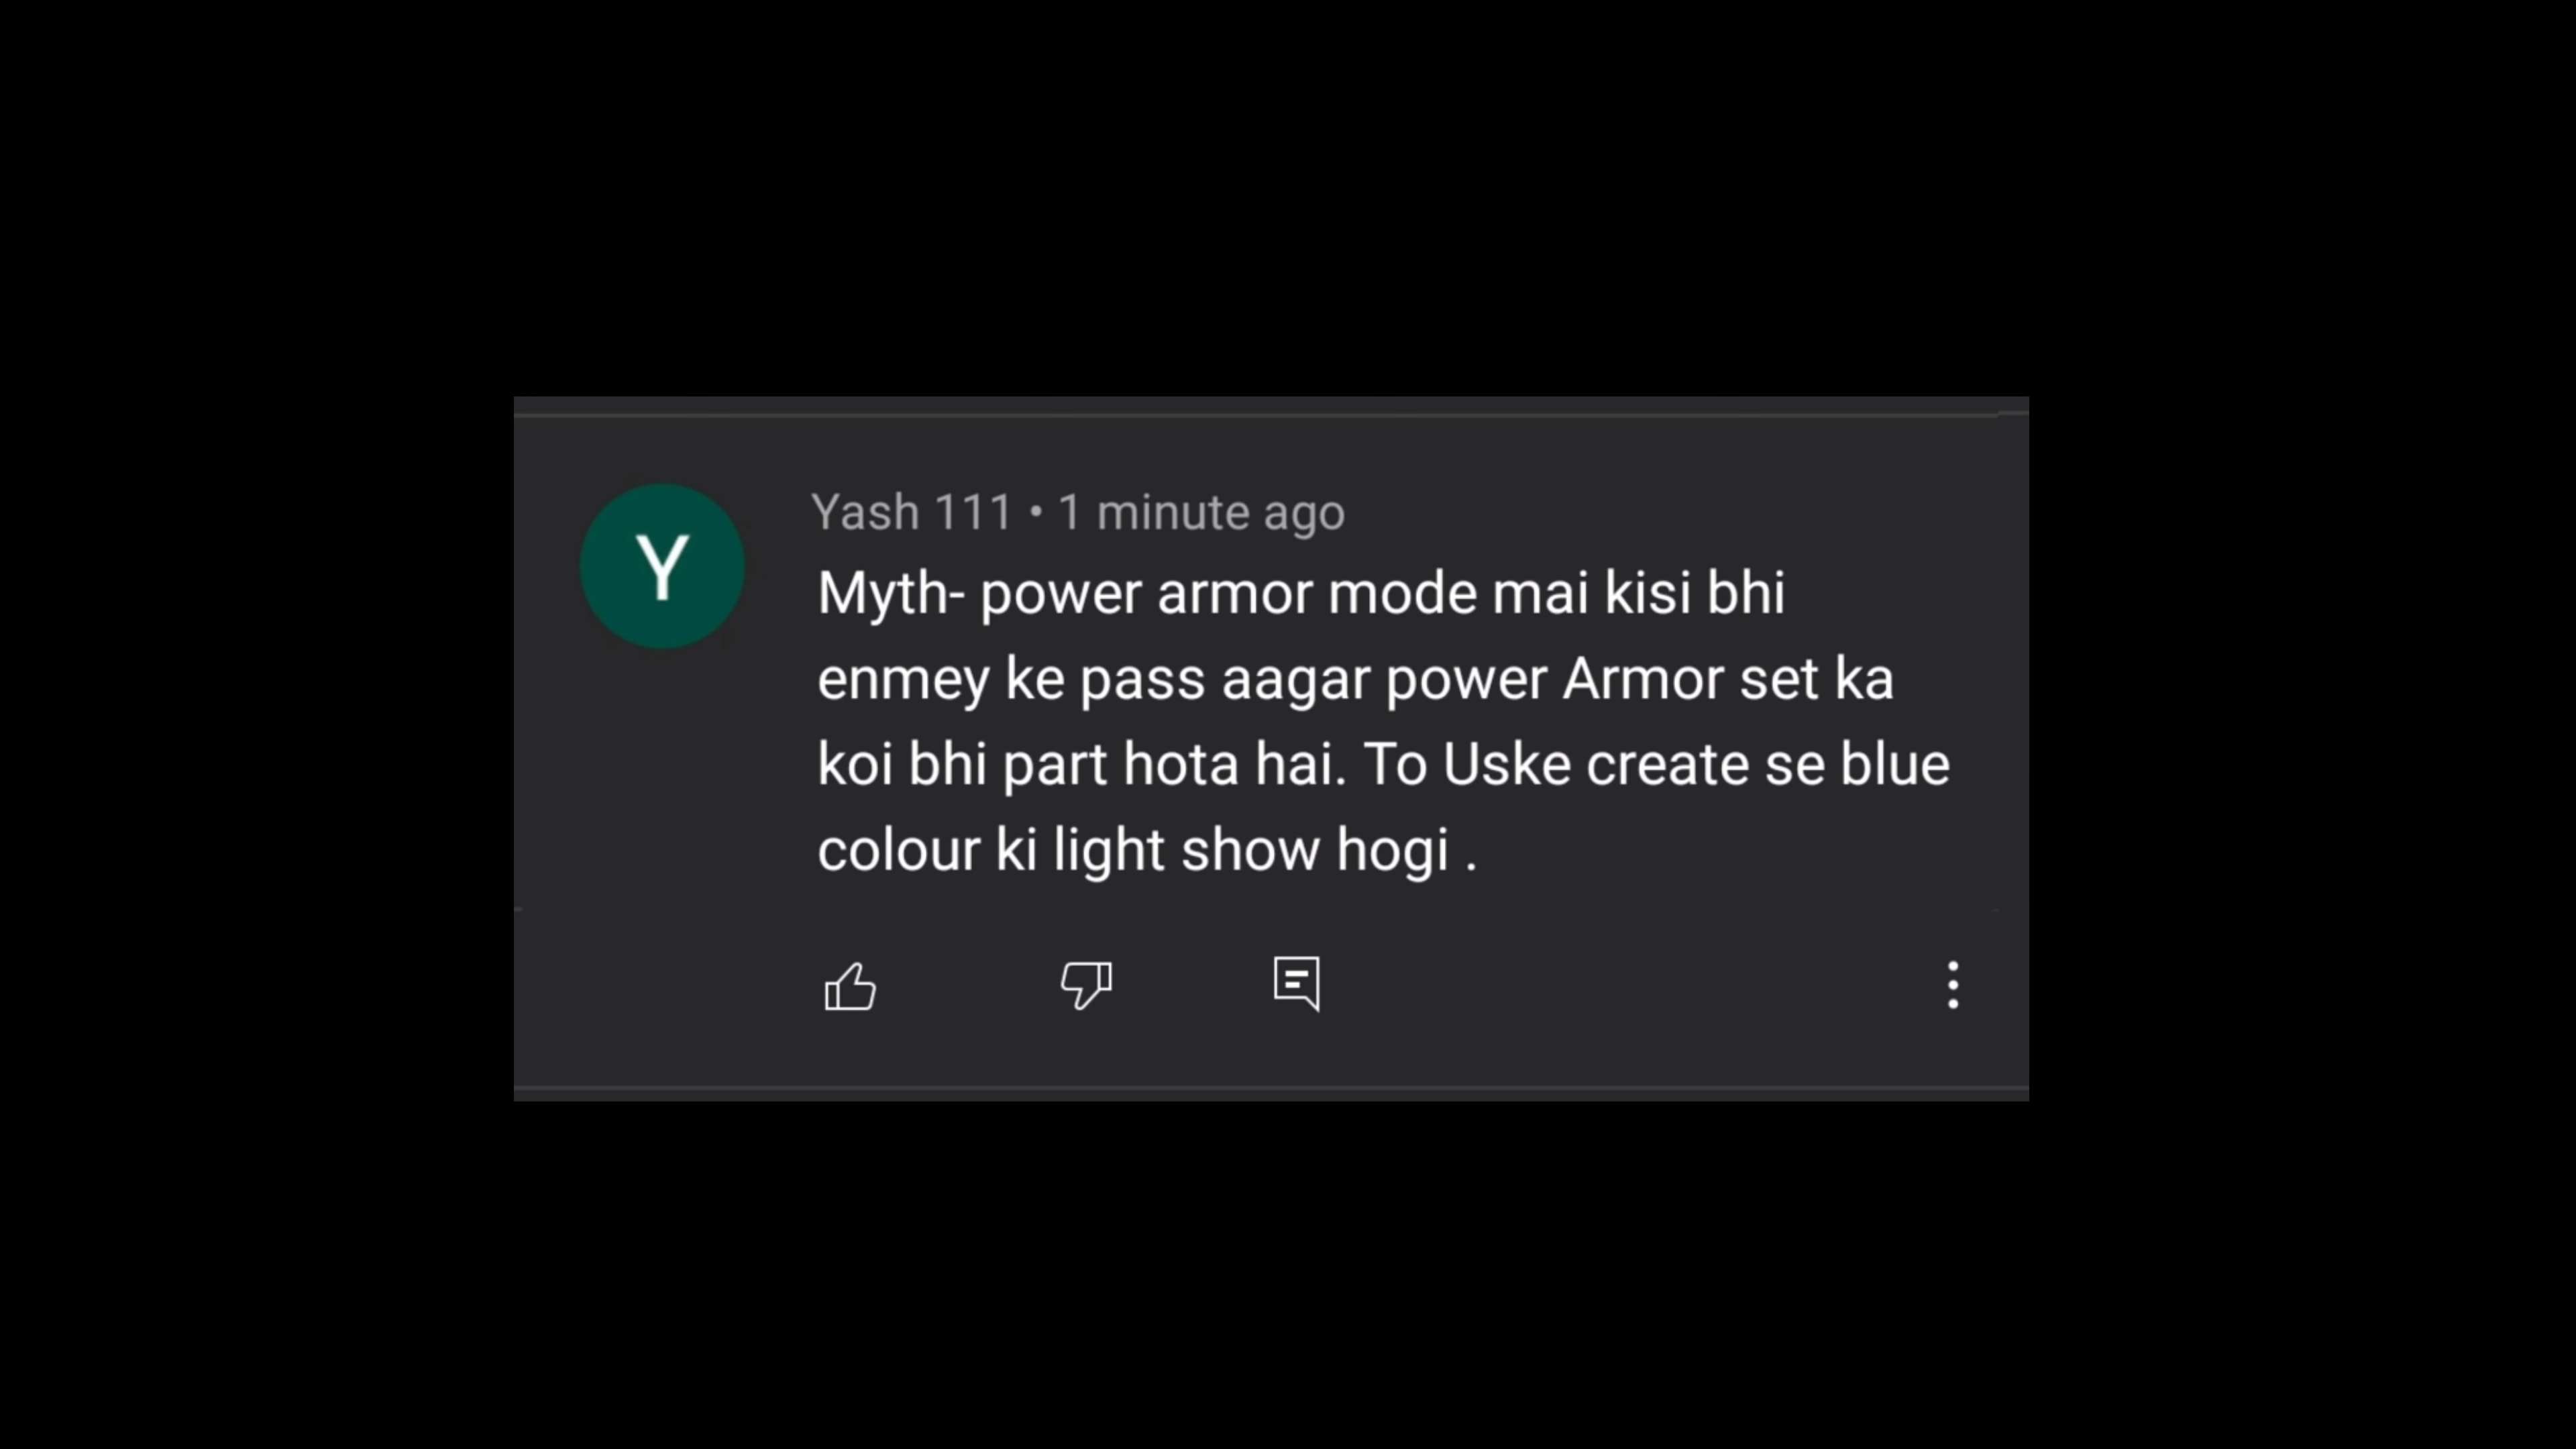 Y
Yash 111 • 1 minute ago
Myth- power armor mode mai kisi bhi
enmey ke pass aagar power Armor set ka
koi bhi part hota hai. To Uske create se blue
colour ki light show hogi .